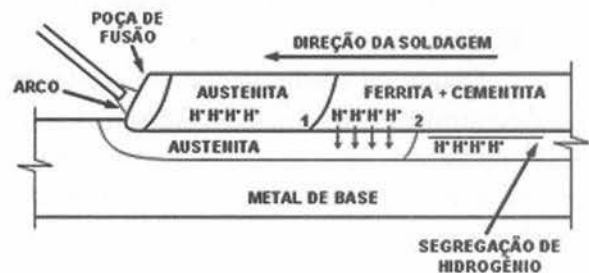 POÇA DE
FUSÃO
DIREÇÃO DA SOLDAGEM
ARCO
AUSTENITA
H⁺H⁺H⁺H⁺
1
FERRITA + CEMENTITA
H⁺H⁺H⁺H⁺
2
AUSTENITA
H⁺H⁺H⁺H⁺
METAL DE BASE
SEGREGAÇÃO DE
HIDROGÊNIO